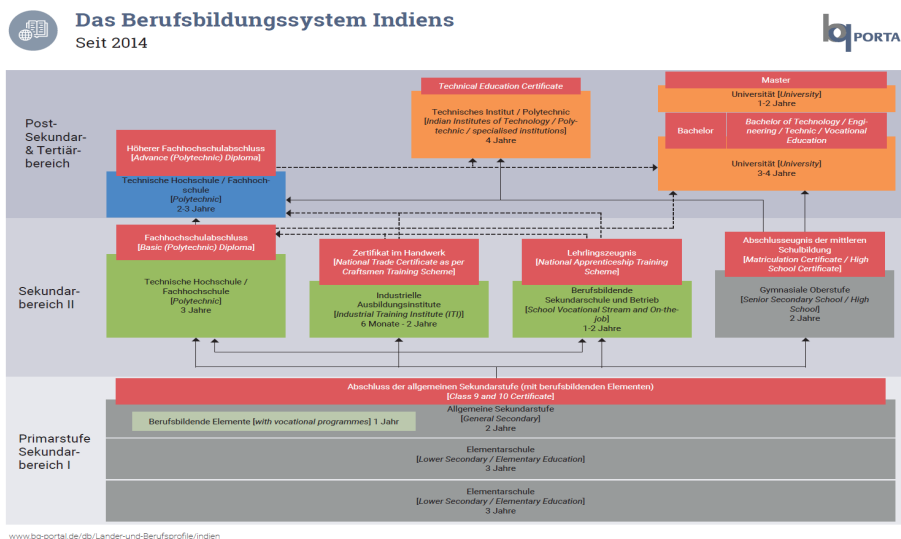 Das Berufsbildungssystem Indiens
Seit 2014
bq PORTA
Post-
Sekundar-
& Tertiär-
bereich
Technical Education Certificate
Technisches Institut / Polytechnic
[Indian Institutes of Technology / Poly-
technic / specialised institutions]
4 Jahre
Master
Universität [University]
1-2 Jahre
Bachelor
Bachelor of Technology / Engi-
neering / Technic / Vocational
Education
Universität [University]
3-4 Jahre
Höherer Fachhochschulabschluss
[Advance (Polytechnic) Diploma]
Technische Hochschule / Fachhoch-
schule
[Polytechnic]
2-3 Jahre
Sekundar-
bereich II
Fachhochschulabschluss
[Basic (Polytechnic) Diploma]
Technische Hochschule /
Fachhochschule
[Polytechnic]
3 Jahre
Zertifikat im Handwerk
[National Trade Certificate as per
Craftsmen Training Scheme]
Industrielle
Ausbildungsinstitute
[Industrial Training Institute (ITI)]
6 Monate - 2 Jahre
Lehrlingszeugnis
[National Apprenticeship Training
Scheme]
Berufsbildende
Sekundarschule und Betrieb
[School Vocational Stream and On-the-
job]
1-2 Jahre
Abschlusseugnis der mittleren
Schulbildung
[Matriculation Certificate / High
School Certificate]
Gymnasiale Oberstufe
[Senior Secondary School / High
School]
2 Jahre
Primarstufe
Sekundar-
bereich I
Abschluss der allgemeinen Sekundarstufe (mit berufsbildenden Elementen)
[Class 9 and 10 Certificate]
Allgemeine Sekundarstufe
[General Secondary]
2 Jahre
Berufsbildende Elemente [with vocational programmes] 1 Jahr
Elementarschule
[Lower Secondary / Elementary Education]
3 Jahre
Elementarschule
[Lower Secondary / Elementary Education]
3 Jahre
www.bq-portal.de/db/Länder-und-Berufsprofile/indien